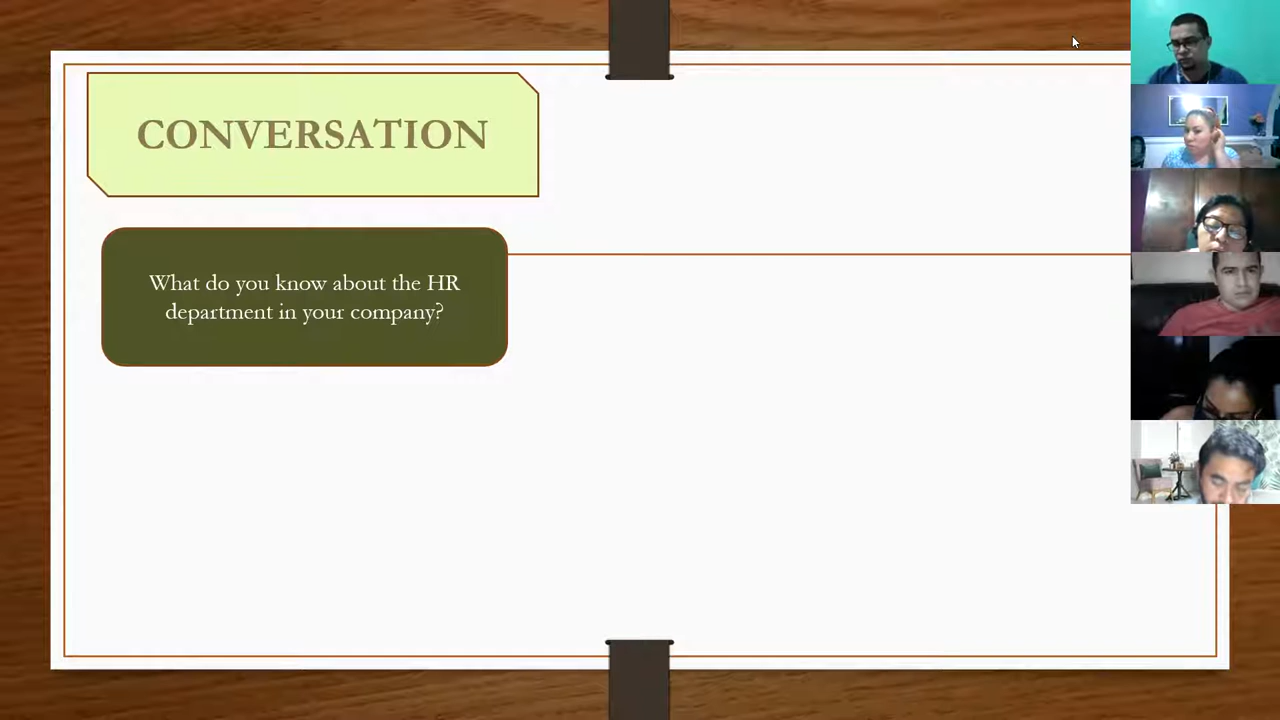 CONVERSATION
What do you know about the HR
department in your company?